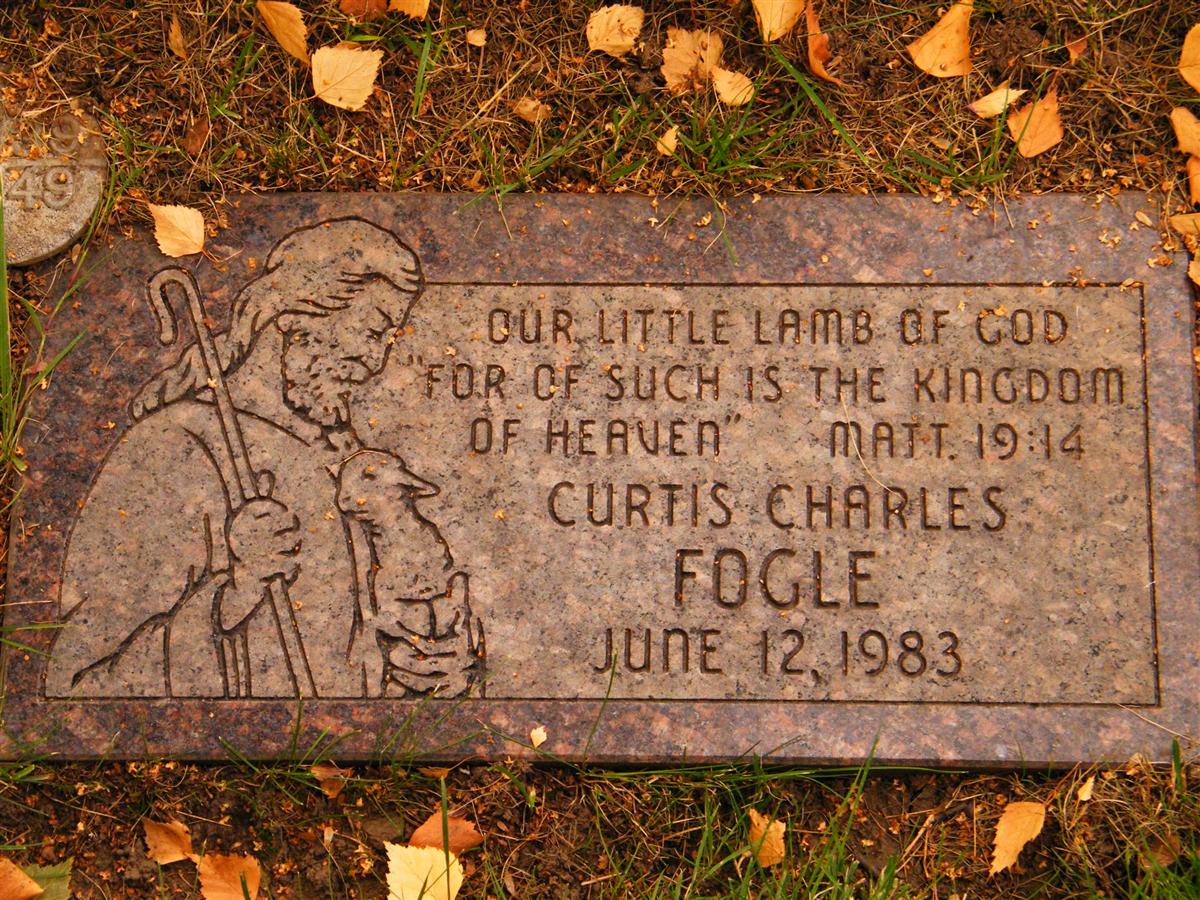 49
OUR LITTLE LAMB OF GOD
"FOR OF SUCH IS THE KINGDOM
OF HEAVEN" MATT. 19:14
CURTIS CHARLES
FOGLE
JUNE 12, 1983